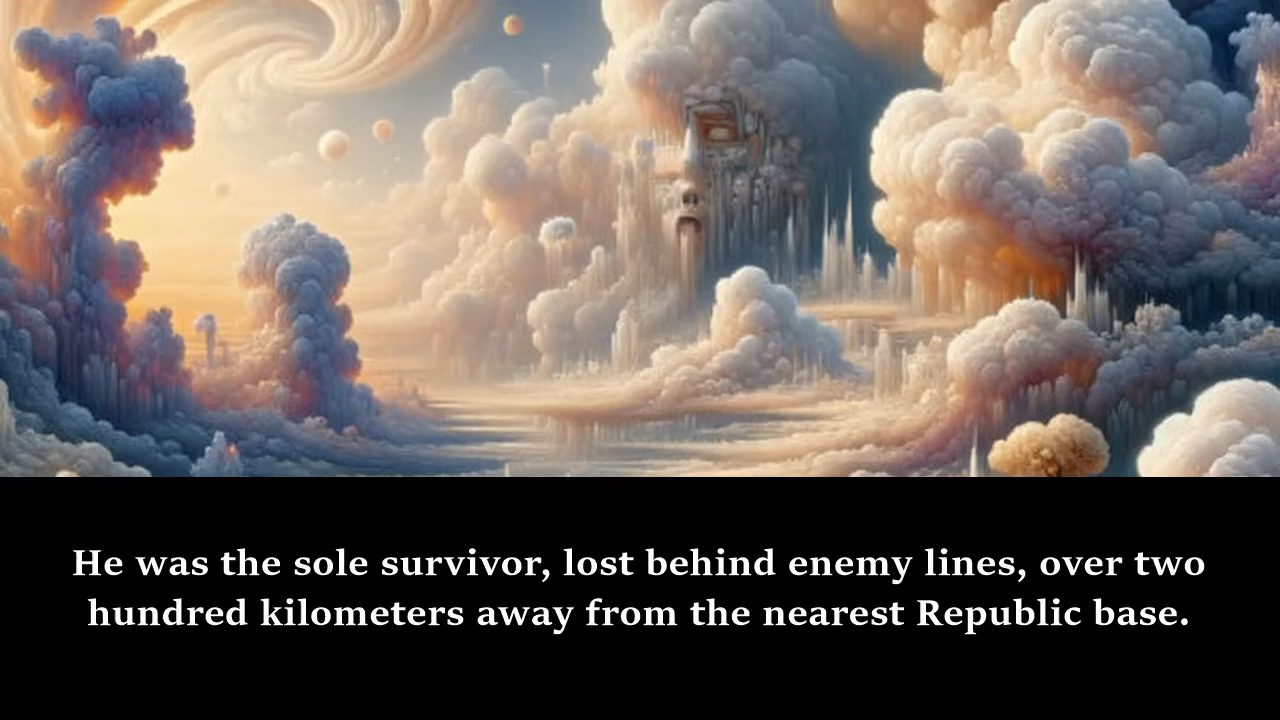 He was the sole survivor, lost behind enemy lines, over two
hundred kilometers away from the nearest Republic base.